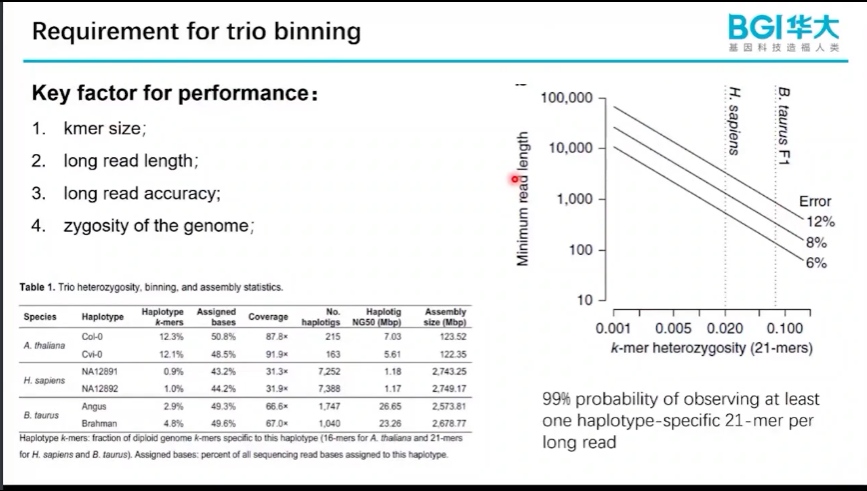 Requirement for trio binning
BGI华大
基因科技造福人类
Key factor for performance：
1. kmer size;
2. long read length;
3. long read accuracy;
4. zygosity of the genome;
Table 1. Trio heterozygosity, binning, and assembly statistics.
Species Haplotype Haplotype k-mers Assigned bases Coverage No. haplotigs Haplotig NG50 (Mbp) Assembly size (Mbp)
A. thaliana Col-0 12.3% 50.8% 87.8× 215 7.03 123.52
Cvi-0 12.1% 48.5% 91.9× 163 5.61 122.35
H. sapiens NA12891 0.9% 43.2% 31.3× 7,252 1.18 2,743.25
NA12892 1.0% 44.2% 31.9× 7,388 1.17 2,749.17
B. taurus Angus 2.9% 49.3% 66.6× 1,747 26.65 2,573.81
Brahman 4.8% 49.6% 67.0× 1,040 23.26 2,678.77
Haplotype k-mers: fraction of diploid genome k-mers specific to this haplotype (16-mers for A. thaliana and 21-mers
for H. sapiens and B. taurus). Assigned bases: percent of all sequencing read bases assigned to this haplotype.
Minimum read length
100,000
10,000
1,000
100
10
H. sapiens
B. taurus F1
Error
12%
8%
6%
0.001 0.005 0.020 0.100
k-mer heterozygosity (21-mers)
99% probability of observing at least
one haplotype-specific 21-mer per
long read